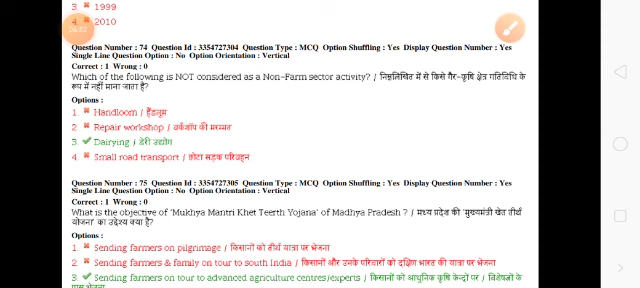 3. ✖ 1999
4. ✖ 2010
Question Number : 74 Question Id : 3354727304 Question Type : MCQ Option Shuffling : Yes Display Question Number : Yes
Single Line Question Option : No Option Orientation : Vertical
Correct : 1 Wrong : 0
Which of the following is NOT considered as a Non-Farm sector activity? / निम्नलिखित में से किसे गैर-कृषि क्षेत्र गतिविधि के
रूप में नहीं माना जाता है?
Options :
1. ✖ Handloom / हैंडलूम
2. ✖ Repair workshop / वर्कशॉप की मरम्मत
3. ✔ Dairying / डेरी उद्योग
4. ✖ Small road transport / छोटा सड़क परिवहन
Question Number : 75 Question Id : 3354727305 Question Type : MCQ Option Shuffling : Yes Display Question Number : Yes
Single Line Question Option : No Option Orientation : Vertical
Correct : 1 Wrong : 0
What is the objective of 'Mukhya Mantri Khet Teerth Yojana' of Madhya Pradesh ? / मध्य प्रदेश की 'मुख्यमंत्री खेत तीर्थ
योजना' का उद्देश्य क्या है?
Options :
1. ✖ Sending farmers on pilgrimage / किसानों को तीर्थ यात्रा पर भेजना
2. ✖ Sending farmers & family on tour to south India / किसानों और उनके परिवारों को दक्षिण भारत की यात्रा पर भेजना
3. ✔ Sending farmers on tour to advanced agriculture centres/experts / किसानों को आधुनिक कृषि केन्द्रों पर / विशेषज्ञों के
पास भेजना